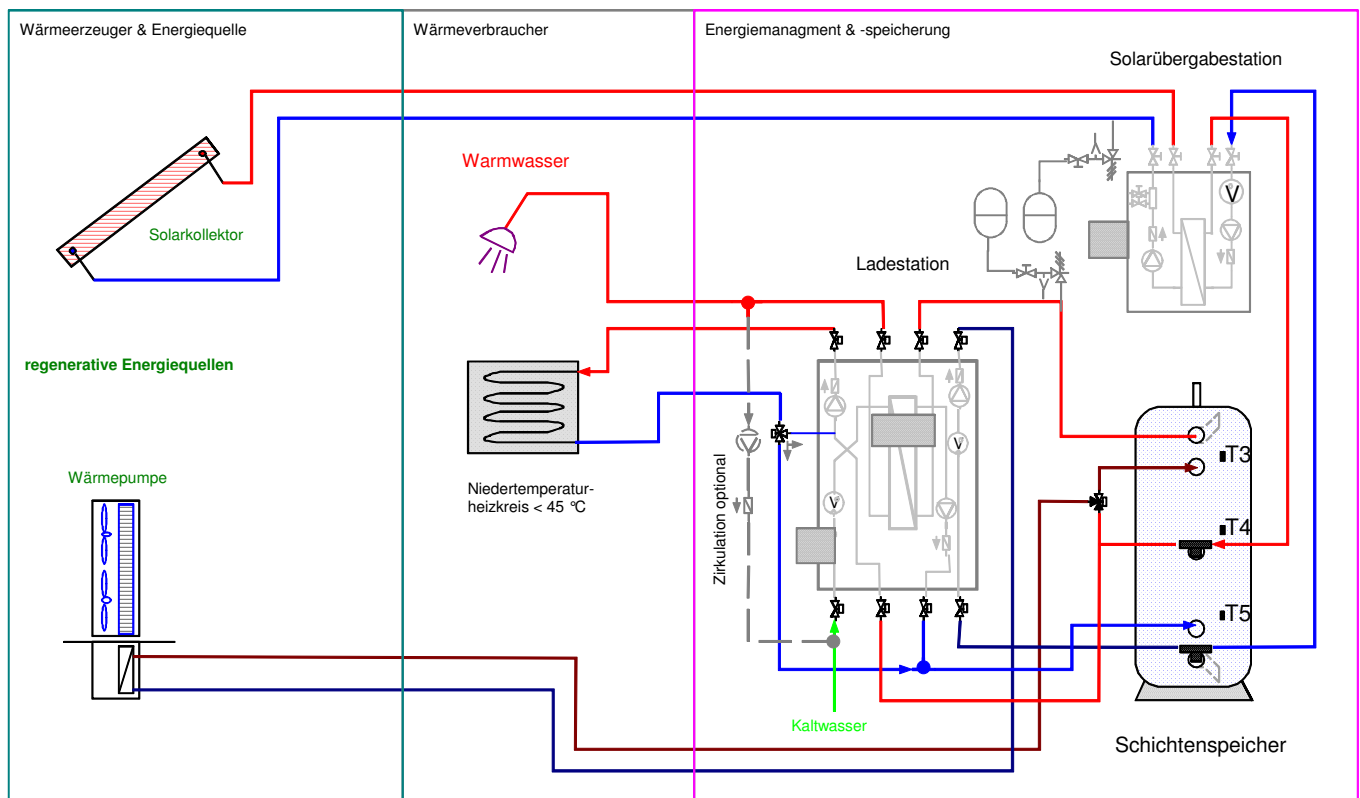 Wärmeerzeuger & Energiequelle
Wärmeverbraucher
Energiemanagment & -speicherung
Solarübergabestation
Warmwasser
V
Solarkollektor
Ladestation
regenerative Energiequellen
T3
V
Wärmepumpe
Niedertemperatur-
heizkreis < 45 °C
Zirkulation optional
V
T4
T5
Kaltwasser
Schichtenspeicher